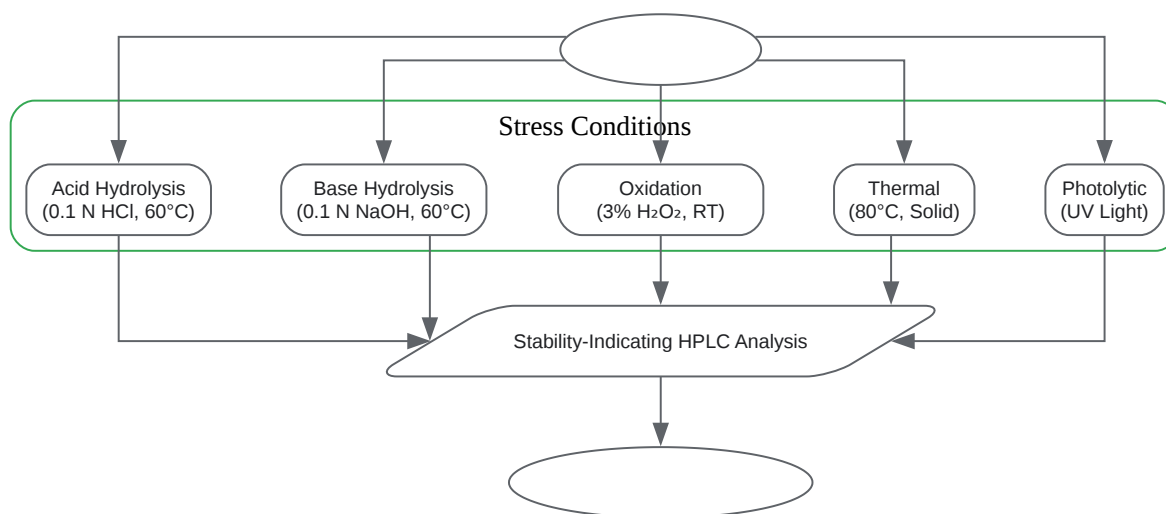 Stress Conditions
Acid Hydrolysis
(0.1 N HCl, 60°C)
Base Hydrolysis
(0.1 N NaOH, 60°C)
Oxidation
(3% H₂O₂, RT)
Thermal
(80°C, Solid)
Photolytic
(UV Light)
Stability-Indicating HPLC Analysis